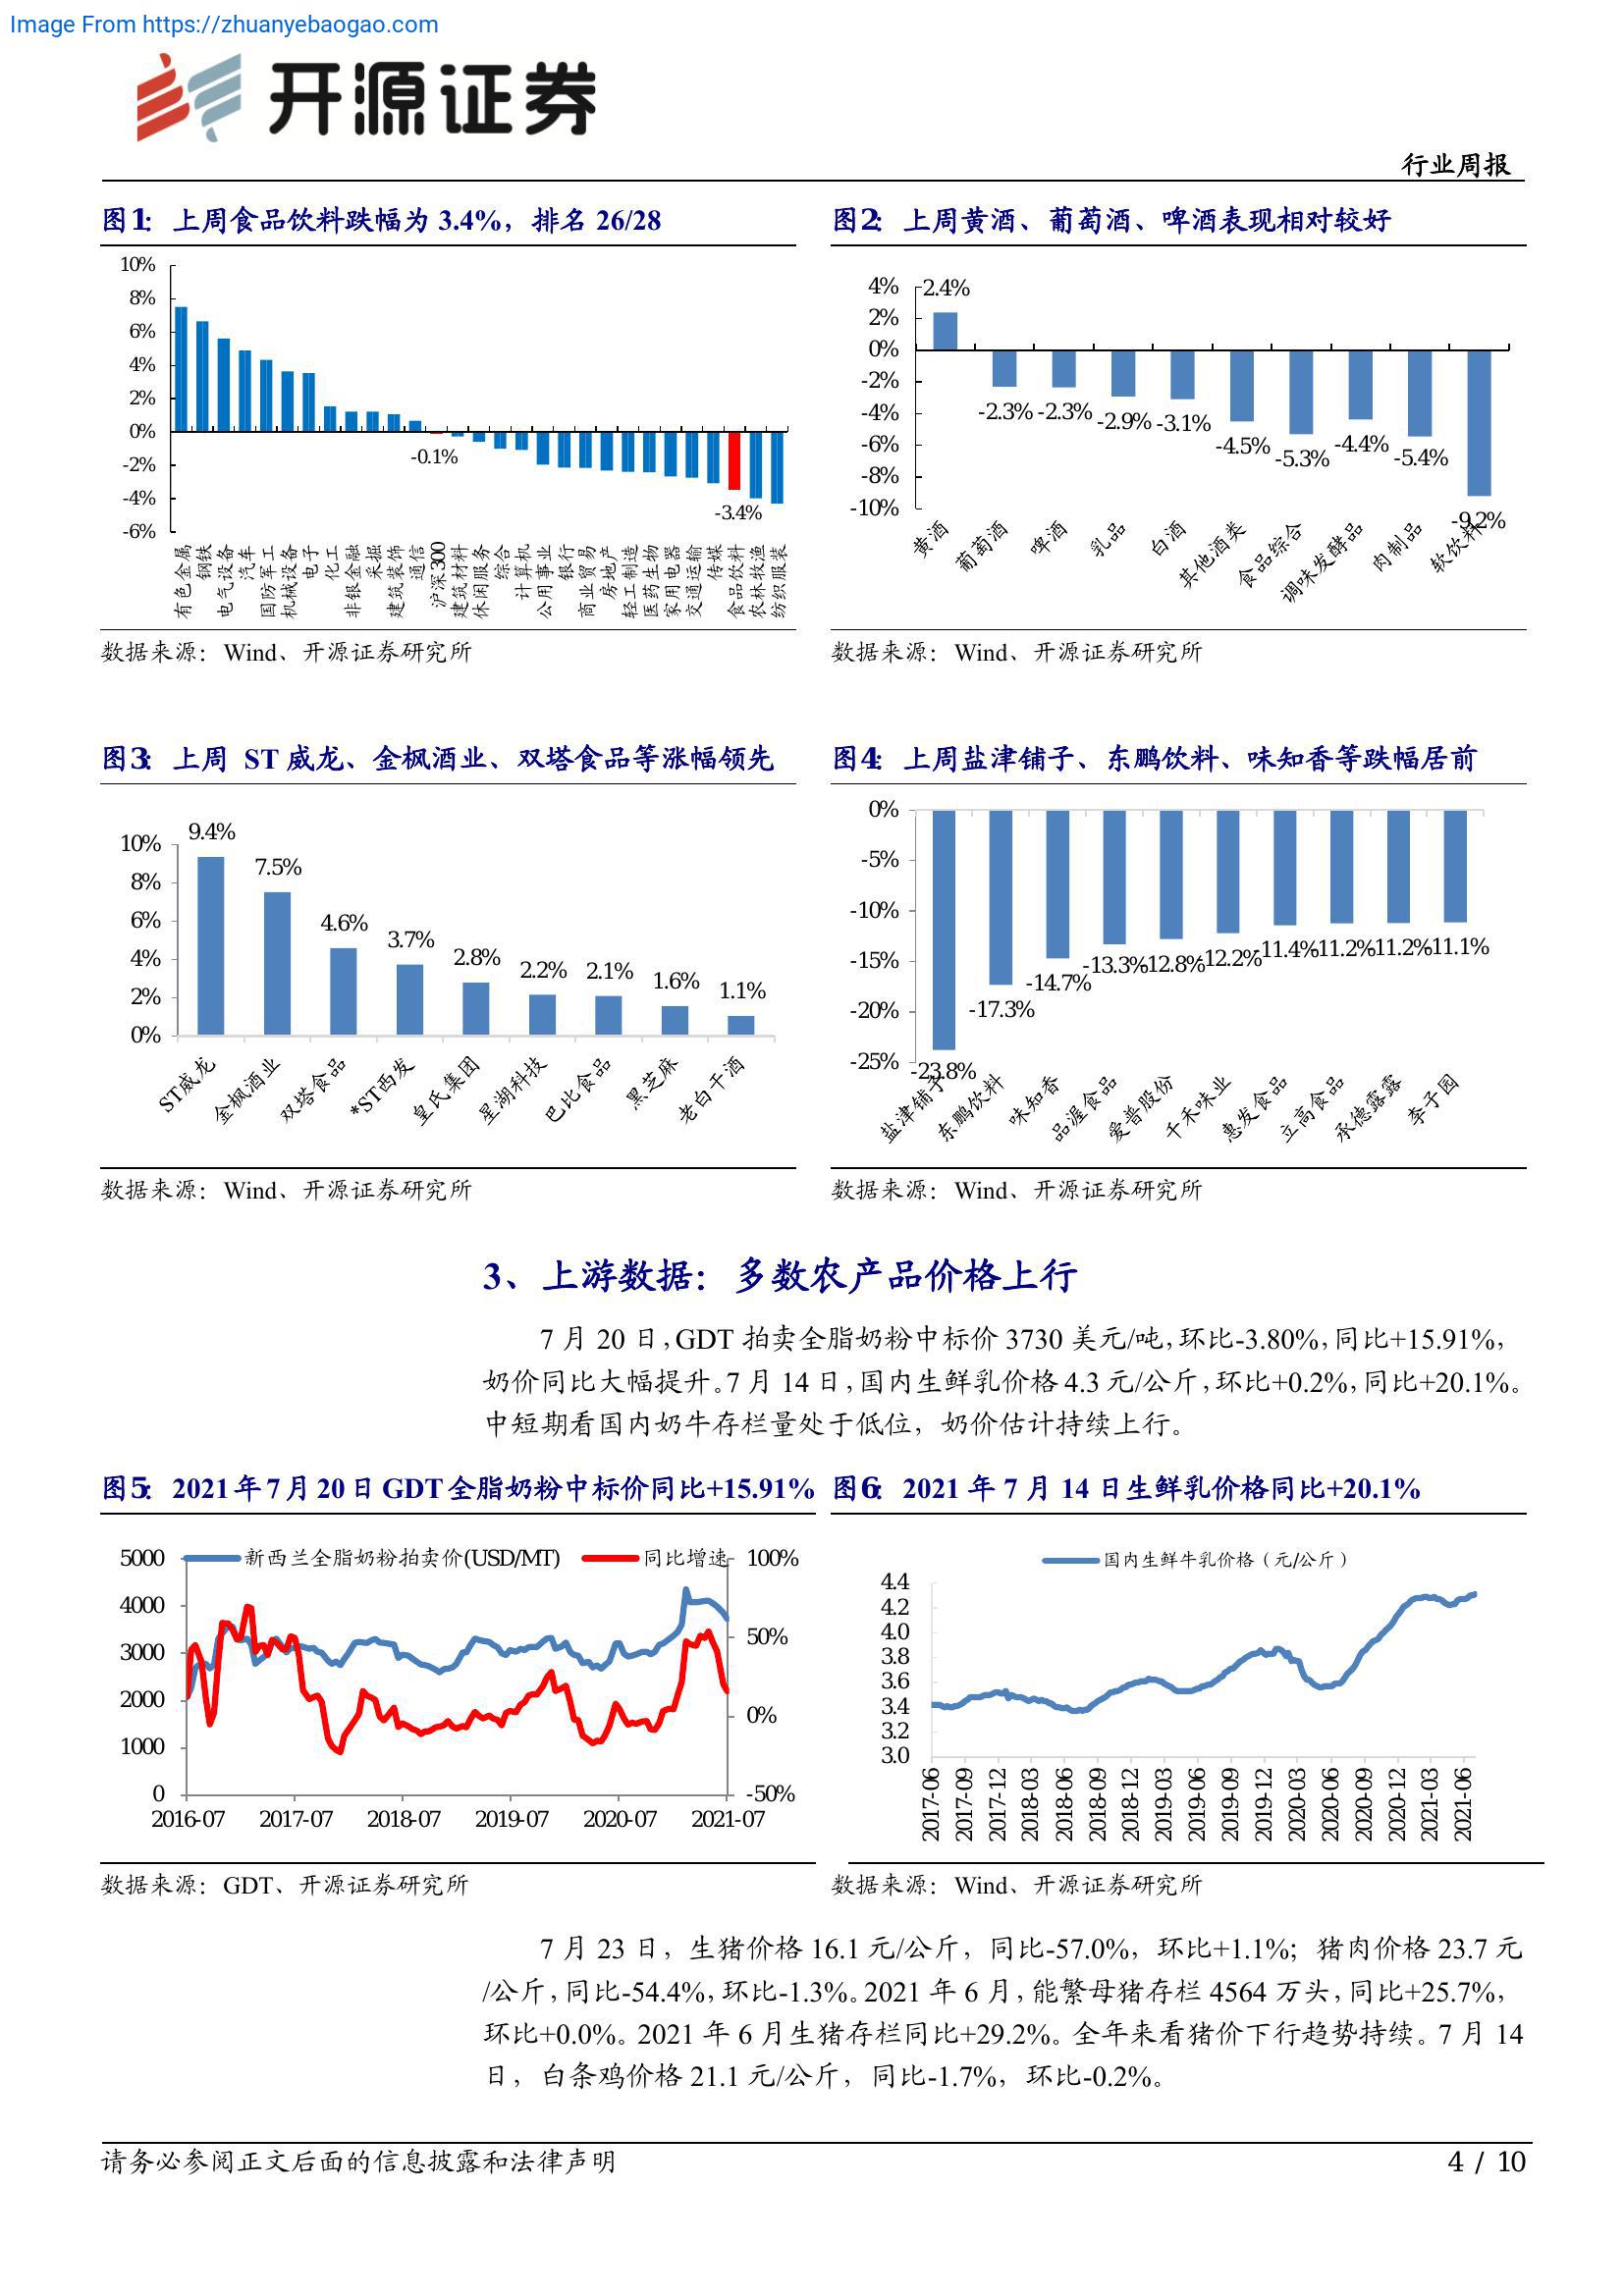 Image From https://zhuanyebaogao.com
开源证券
行业周报
图1： 上周食品饮料跌幅为 3.4%，排名 26/28
10%
8%
6%
4%
2%
0%
-2%
-4%
-6%
-0.1%
-3.4%
有色金属
钢铁
电气设备
汽车
国防军工
机械设备
电子
化工
非银金融
采掘
建筑装饰
通信
沪深300
建筑材料
休闲服务
综合
计算机
公用事业
银行
商业贸易
房地产
轻工制造
医药生物
家用电器
交通运输
传媒
食品饮料
农林牧渔
纺织服装
数据来源：Wind、开源证券研究所
图2： 上周黄酒、葡萄酒、啤酒表现相对较好
4%
2%
0%
-2%
-4%
-6%
-8%
-10%
2.4%
-2.3%
-2.3%
-2.9%
-3.1%
-4.5%
-5.3%
-4.4%
-5.4%
-9.2%
黄酒
葡萄酒
啤酒
乳品
白酒
其他酒类
食品综合
调味发酵品
肉制品
软饮料
数据来源：Wind、开源证券研究所
图3： 上周 ST 威龙、金枫酒业、双塔食品等涨幅领先
10%
8%
6%
4%
2%
0%
9.4%
7.5%
4.6%
3.7%
2.8%
2.2%
2.1%
1.6%
1.1%
ST威龙
金枫酒业
双塔食品
*ST西发
皇氏集团
星湖科技
巴比食品
黑芝麻
老白干酒
数据来源：Wind、开源证券研究所
图4： 上周盐津铺子、东鹏饮料、味知香等跌幅居前
0%
-5%
-10%
-15%
-20%
-25%
-23.8%
-17.3%
-14.7%
-13.3%
-12.8%
-12.2%
-11.4%
-11.2%
-11.2%
-11.1%
盐津铺子
东鹏饮料
味知香
品渥食品
爱普股份
千禾味业
惠发食品
立高食品
承德露露
李子园
数据来源：Wind、开源证券研究所
3、上游数据：多数农产品价格上行
7 月 20 日，GDT 拍卖全脂奶粉中标价 3730 美元/吨，环比-3.80%，同比+15.91%，
奶价同比大幅提升。7 月 14 日，国内生鲜乳价格 4.3 元/公斤，环比+0.2%，同比+20.1%。
中短期看国内奶牛存栏量处于低位，奶价估计持续上行。
图5： 2021 年 7 月 20 日 GDT 全脂奶粉中标价同比+15.91%
新西兰全脂奶粉拍卖价(USD/MT)
同比增速
5000
4000
3000
2000
1000
0
100%
50%
0%
-50%
2016-07
2017-07
2018-07
2019-07
2020-07
2021-07
数据来源：GDT、开源证券研究所
图6： 2021 年 7 月 14 日生鲜乳价格同比+20.1%
国内生鲜牛乳价格（元/公斤）
4.4
4.2
4.0
3.8
3.6
3.4
3.2
3.0
2017-06
2017-09
2017-12
2018-03
2018-06
2018-09
2018-12
2019-03
2019-06
2019-09
2019-12
2020-03
2020-06
2020-09
2020-12
2021-03
2021-06
数据来源：Wind、开源证券研究所
7 月 23 日，生猪价格 16.1 元/公斤，同比-57.0%，环比+1.1%；猪肉价格 23.7 元
/公斤，同比-54.4%，环比-1.3%。2021 年 6 月，能繁母猪存栏 4564 万头，同比+25.7%，
环比+0.0%。2021 年 6 月生猪存栏同比+29.2%。全年来看猪价下行趋势持续。7 月 14
日，白条鸡价格 21.1 元/公斤，同比-1.7%，环比-0.2%。
请务必参阅正文后面的信息披露和法律声明
4 / 10